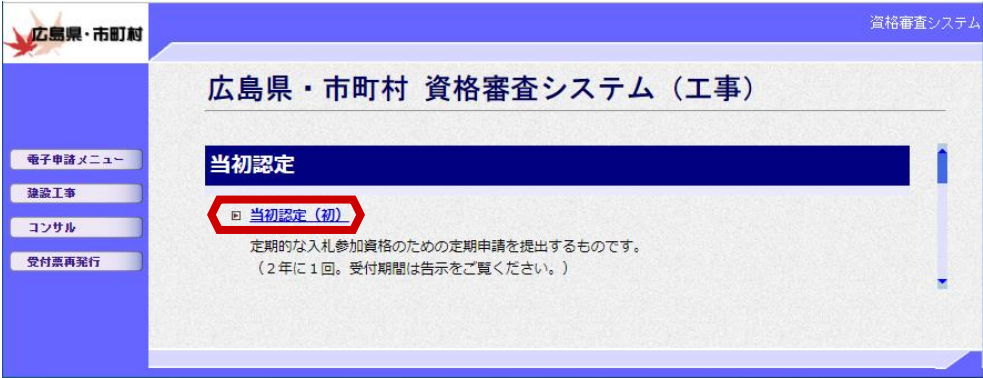 広島県・市町村
資格審査システム
広島県・市町村 資格審査システム（工事）
電子申請メニュー
建設工事
コンサル
受付票再発行
当初認定
当初認定（初）
定期的な入札参加資格のための定期申請を提出するものです。
（２年に１回。受付期間は告示をご覧ください。）